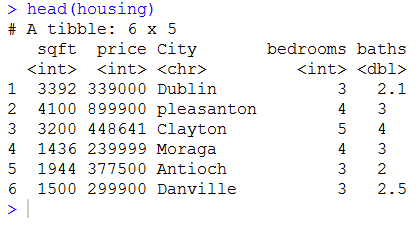 > head(housing)
# A tibble: 6 x 5
sqft price City bedrooms baths
<int> <int> <chr> <int> <dbl>
1 3392 339000 Dublin 3 2.1
2 4100 899900 pleasanton 4 3
3 3200 448641 Clayton 5 4
4 1436 239999 Moraga 4 3
5 1944 377500 Antioch 3 2
6 1500 299900 Danville 3 2.5
>